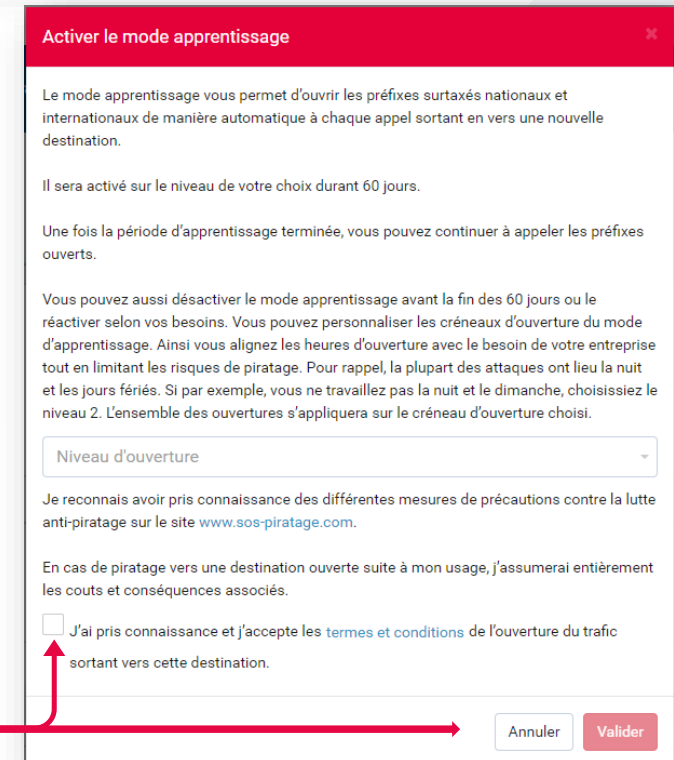 Activer le mode apprentissage
×
Le mode apprentissage vous permet d'ouvrir les préfixes surtaxés nationaux et
internationaux de manière automatique à chaque appel sortant en vers une nouvelle
destination.
Il sera activé sur le niveau de votre choix durant 60 jours.
Une fois la période d'apprentissage terminée, vous pouvez continuer à appeler les préfixes
ouverts.
Vous pouvez aussi désactiver le mode apprentissage avant la fin des 60 jours ou le
réactiver selon vos besoins. Vous pouvez personnaliser les créneaux d'ouverture du mode
d'apprentissage. Ainsi vous alignez les heures d'ouverture avec le besoin de votre entreprise
tout en limitant les risques de piratage. Pour rappel, la plupart des attaques ont lieu la nuit
et les jours fériés. Si par exemple, vous ne travaillez pas la nuit et le dimanche, choisissiez le
niveau 2. L'ensemble des ouvertures s'appliquera sur le créneau d'ouverture choisi.
Niveau d'ouverture
Je reconnais avoir pris connaissance des différentes mesures de précautions contre la lutte
anti-piratage sur le site www.sos-piratage.com.
En cas de piratage vers une destination ouverte suite à mon usage, j'assumerai entièrement
les couts et conséquences associés.
J'ai pris connaissance et j'accepte les termes et conditions de l'ouverture du trafic
sortant vers cette destination.
Annuler
Valider